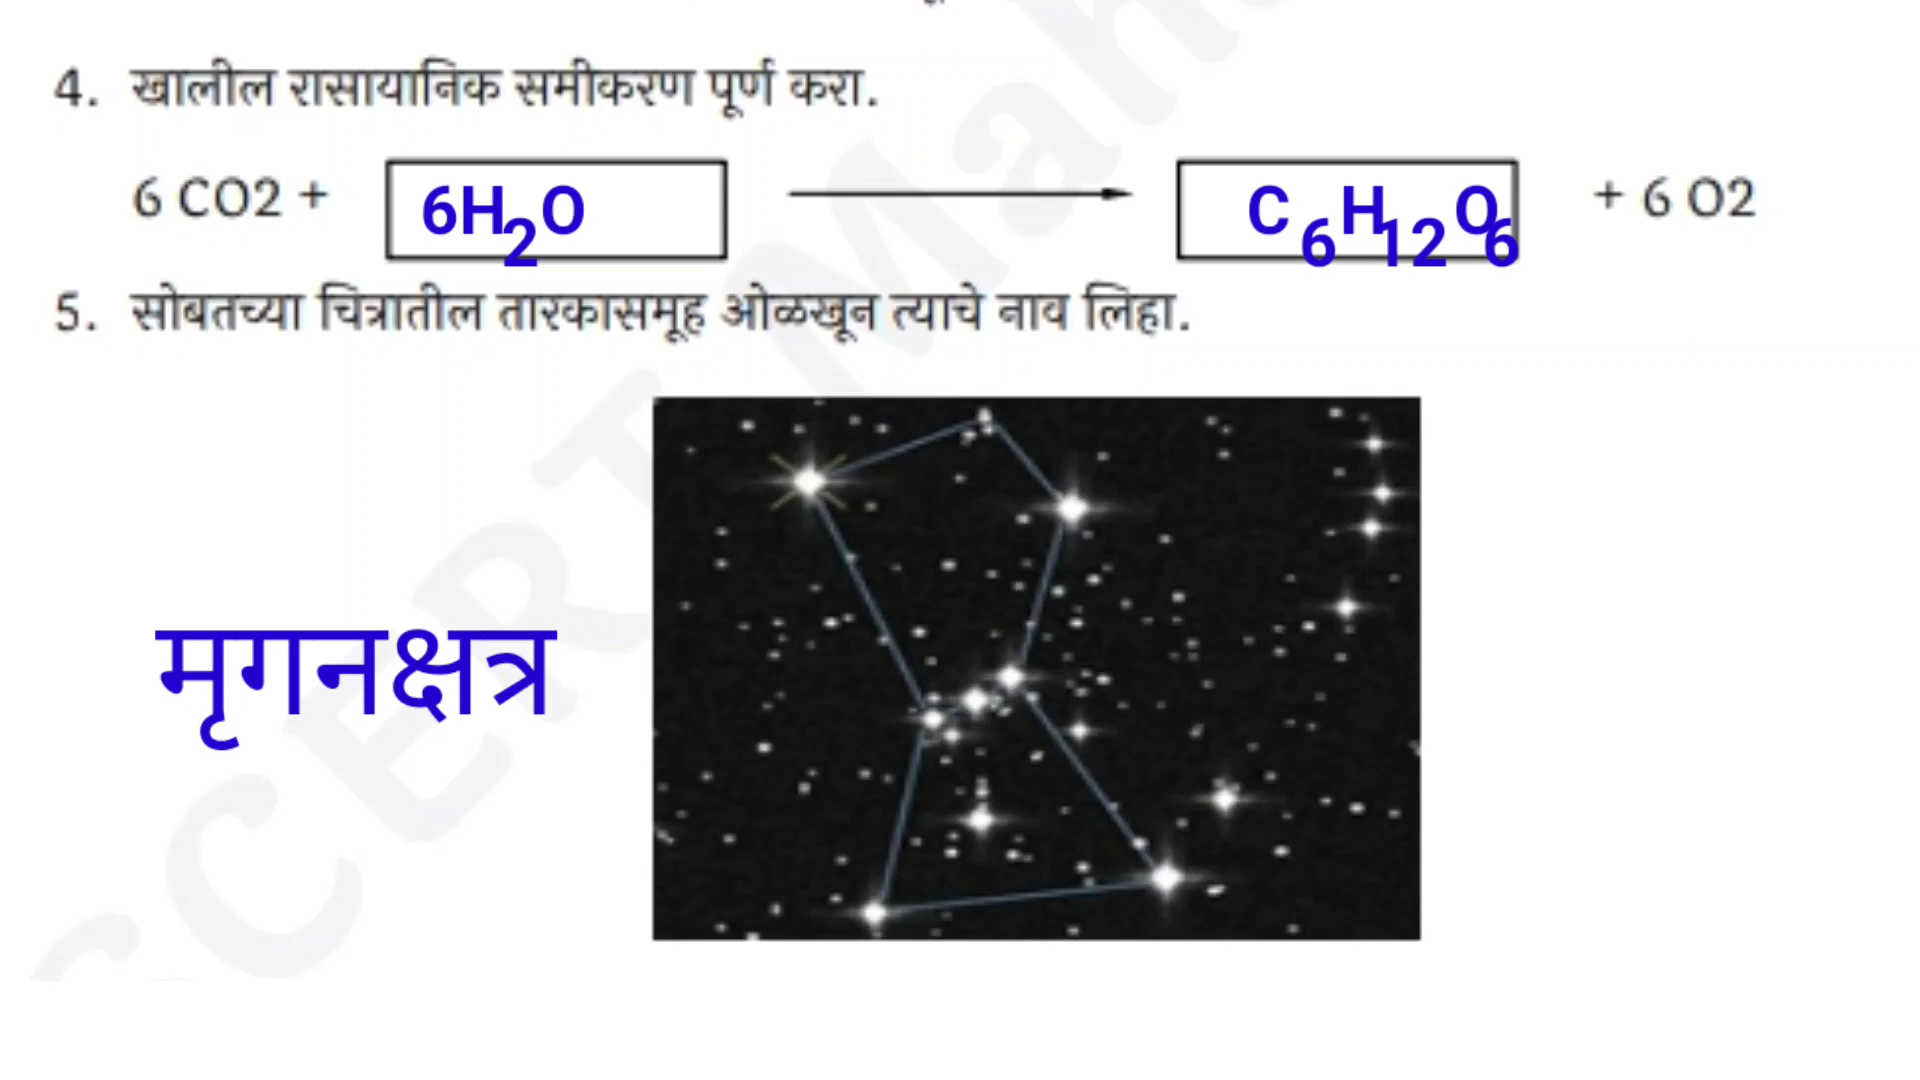 4. खालील रासायानिक समीकरण पूर्ण करा.
6 CO2 + 6H2O C6H12O6 + 6 O2
5. सोबतच्या चित्रातील तारकासमूह ओळखून त्याचे नाव लिहा.
मृगनक्षत्र